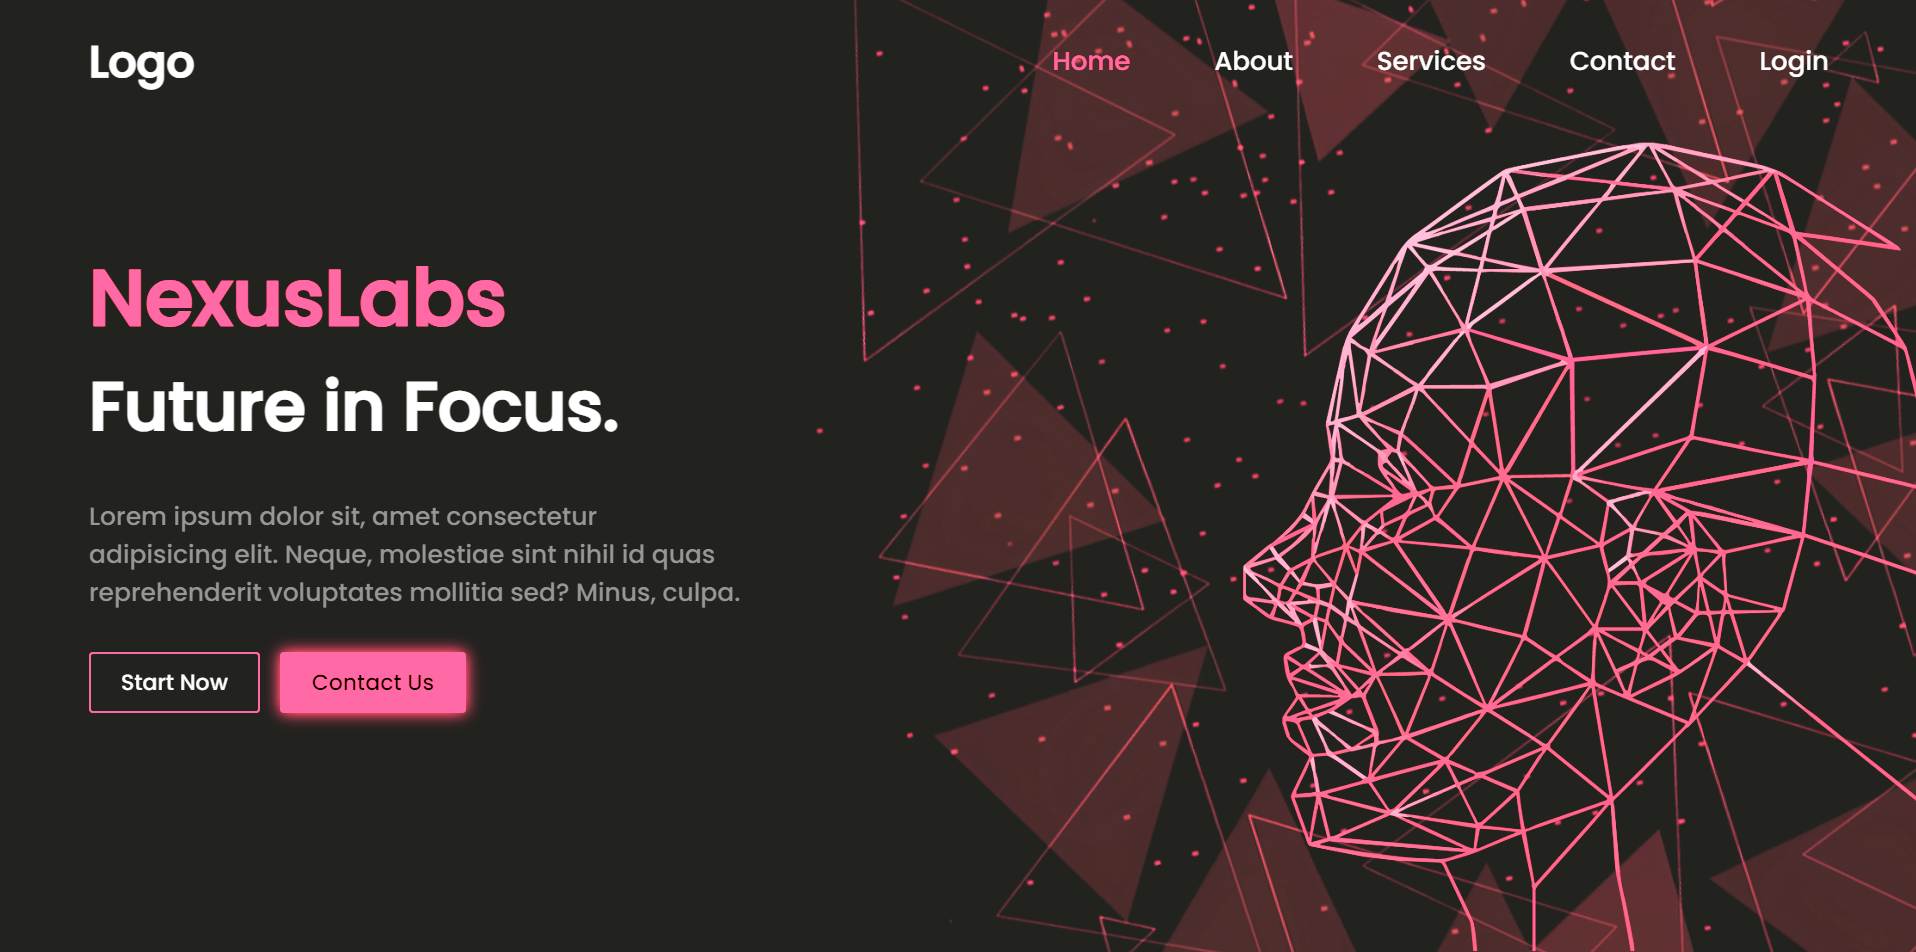 Logo
Home About Services Contact Login
NexusLabs
Future in Focus.
Lorem ipsum dolor sit, amet consectetur
adipisicing elit. Neque, molestiae sint nihil id quas
reprehenderit voluptates mollitia sed? Minus, culpa.
Start Now Contact Us